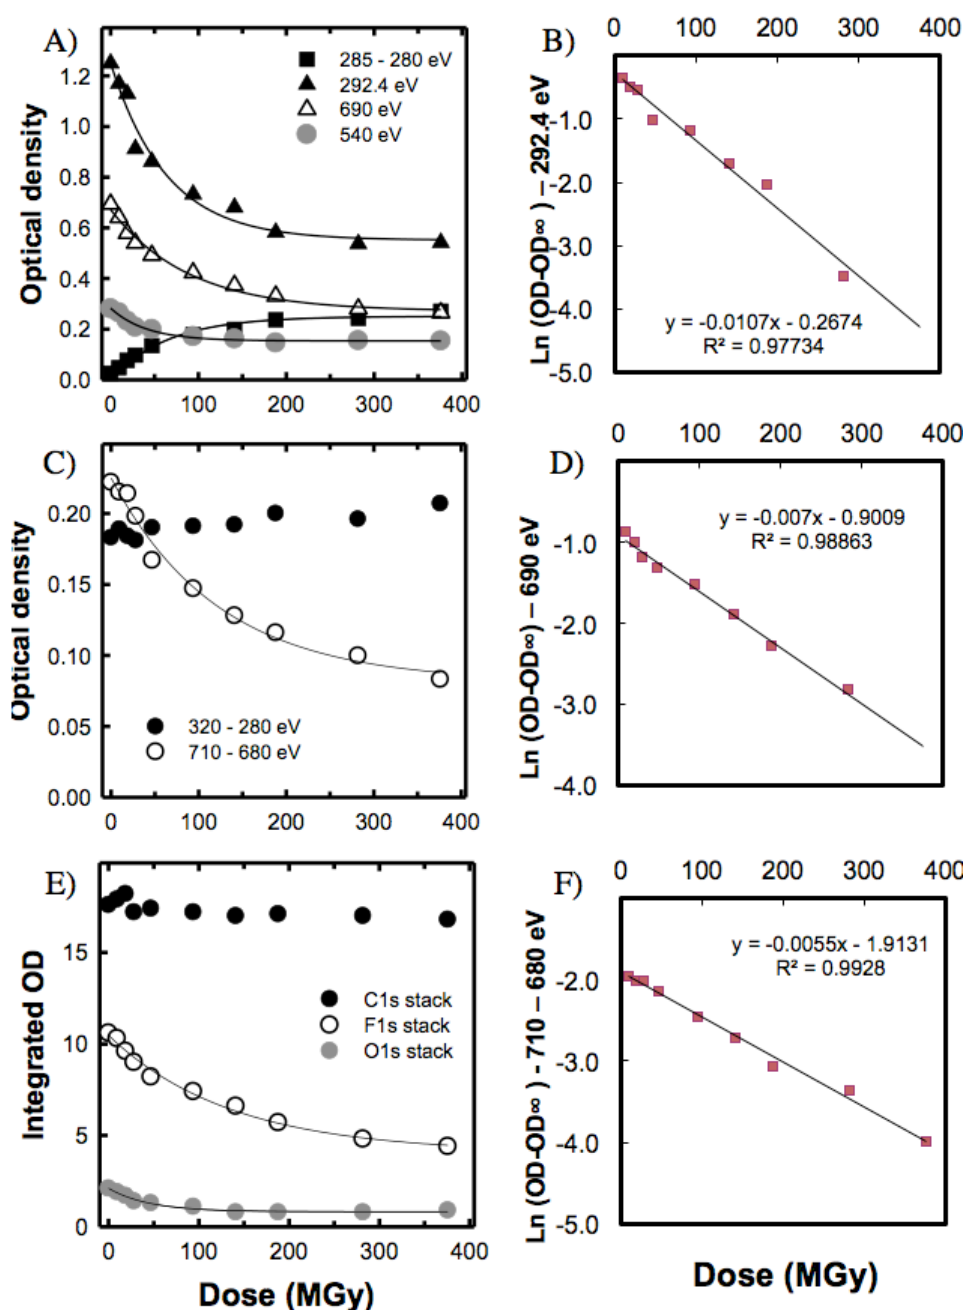 A)
285 - 280 eV
292.4 eV
690 eV
540 eV
Optical density
1.2
1.0
0.8
0.6
0.4
0.2
0.0
0 100 200 300 400
B)
0 100 200 300 400
Ln (OD-OD∞) – 292.4 eV
-1.0
-2.0
-3.0
-4.0
-5.0
y = -0.0107x - 0.2674
R² = 0.97734
C)
Optical density
0.20
0.15
0.10
0.05
0.00
320 - 280 eV
710 - 680 eV
0 100 200 300 400
D)
0 100 200 300 400
Ln (OD-OD∞) – 690 eV
-1.0
-2.0
-3.0
-4.0
y = -0.007x - 0.9009
R² = 0.98863
E)
Integrated OD
15
10
5
0
C1s stack
F1s stack
O1s stack
0 100 200 300 400
Dose (MGy)
F)
0 100 200 300 400
Ln (OD-OD∞) - 710 – 680 eV
-2.0
-3.0
-4.0
-5.0
y = -0.0055x - 1.9131
R² = 0.9928
Dose (MGy)